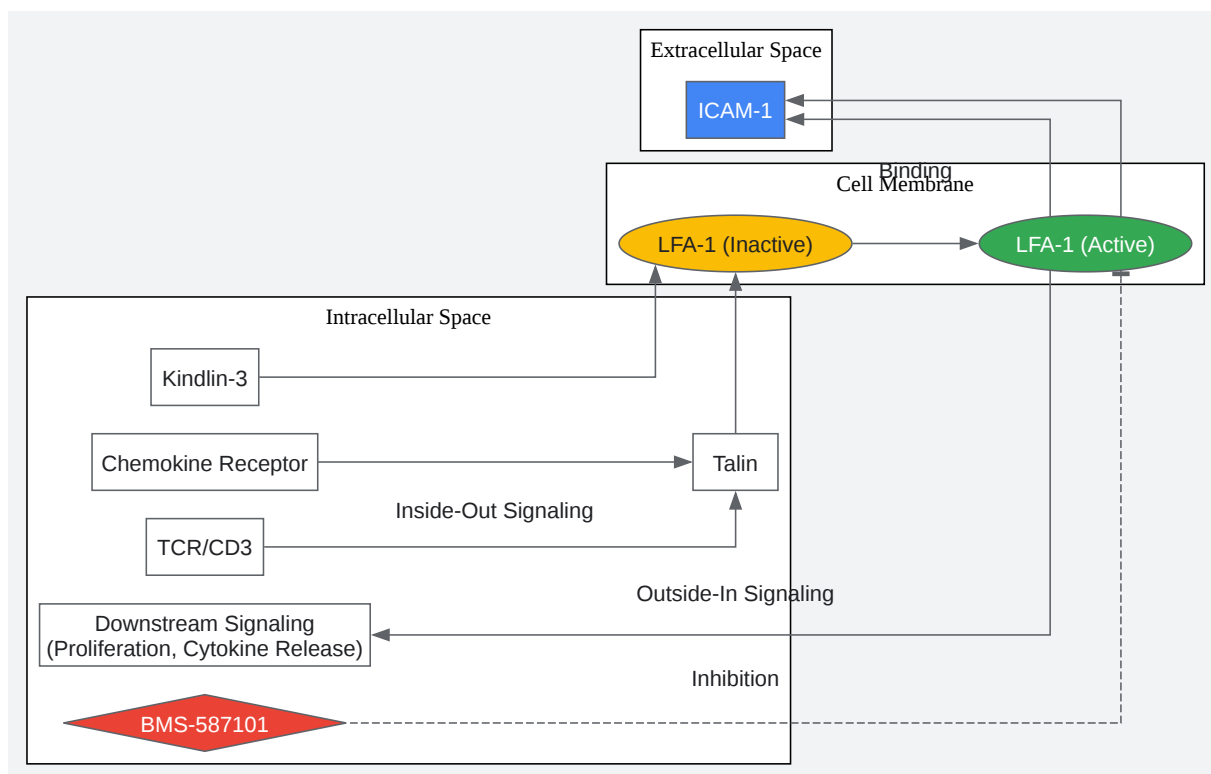 Extracellular Space
ICAM-1
Binding
Cell Membrane
LFA-1 (Inactive)
LFA-1 (Active)
Intracellular Space
Kindlin-3
Chemokine Receptor
Talin
Inside-Out Signaling
TCR/CD3
Outside-In Signaling
Downstream Signaling
(Proliferation, Cytokine Release)
Inhibition
BMS-587101